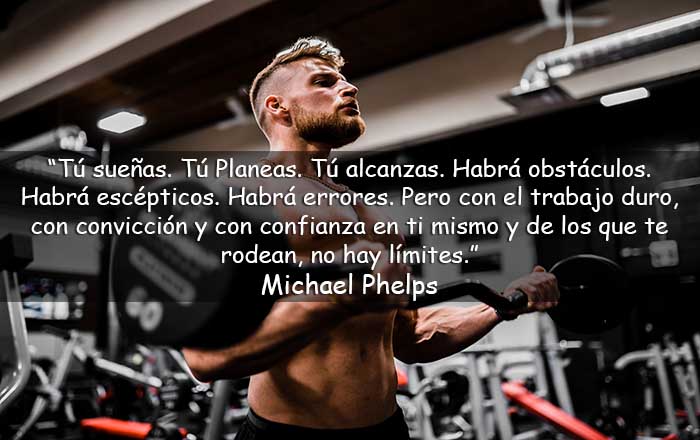 “Tú sueñas. Tú Planeas. Tú alcanzas. Habrá obstáculos.
Habrá escépticos. Habrá errores. Pero con el trabajo duro,
con convicción y con confianza en ti mismo y de los que te
rodean, no hay límites.”
Michael Phelps